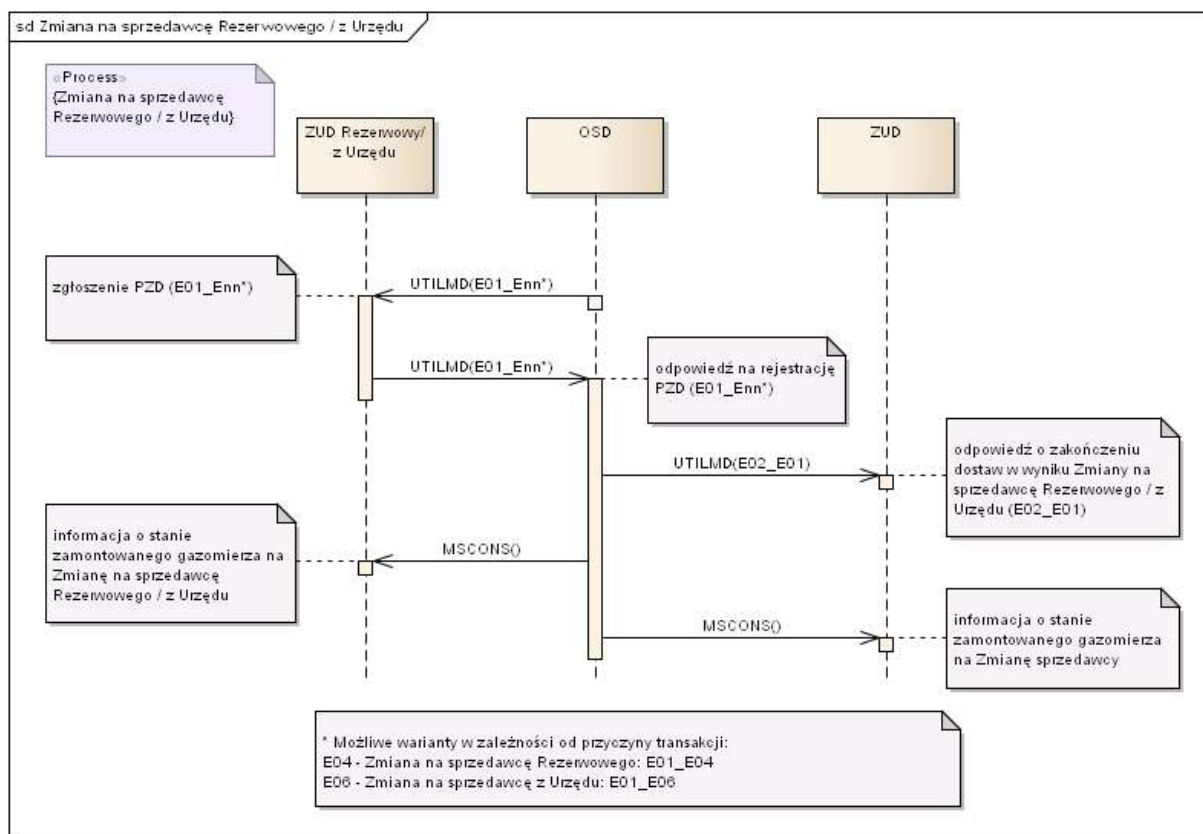 sd Zmiana na sprzedawcę Rezerwowego / z Urzędu
«Process»
{Zmiana na sprzedawcę
Rezerwowego / z Urzędu}
ZUD Rezerwowy/
z Urzędu
OSD
ZUD
zgłoszenie PZD (E01_Enn*)
UTILMD(E01_Enn*)
UTILMD(E01_Enn*)
odpowiedź na rejestrację
PZD (E01_Enn*)
UTILMD(E02_E01)
odpowiedź o zakończeniu
dostaw w wyniku Zmiany na
sprzedawcę Rezerwowego / z
Urzędu (E02_E01)
informacja o stanie
zamontowanego gazomierza na
Zmianę na sprzedawcę
Rezerwowego / z Urzędu
MSCONS()
MSCONS()
informacja o stanie
zamontowanego gazomierza
na Zmianę sprzedawcy
* Możliwe warianty w zależności od przyczyny transakcji:
E04 - Zmiana na sprzedawcę Rezerwowego: E01_E04
E06 - Zmiana na sprzedawcę z Urzędu: E01_E06